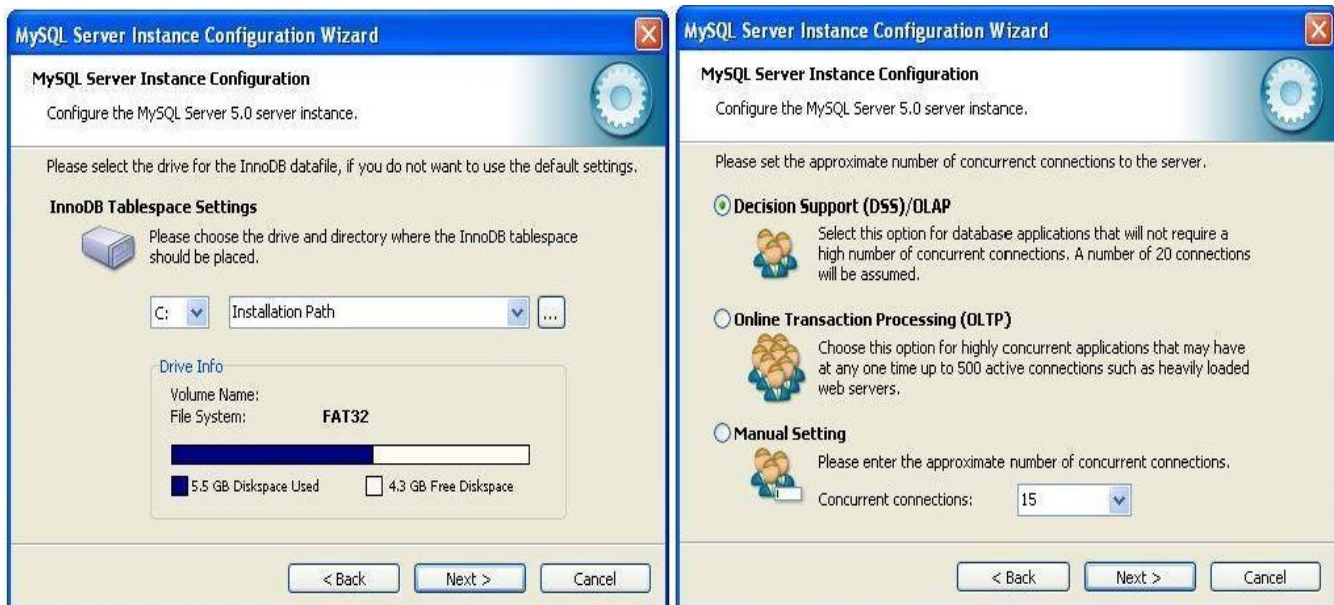 MySQL Server Instance Configuration Wizard
MySQL Server Instance Configuration
Configure the MySQL Server 5.0 server instance.
Please select the drive for the InnoDB datafile, if you do not want to use the default settings.
InnoDB Tablespace Settings
Please choose the drive and directory where the InnoDB tablespace
should be placed.
C: Installation Path ...
Drive Info
Volume Name:
File System: FAT32
5.5 GB Diskspace Used 4.3 GB Free Diskspace
< Back Next > Cancel
MySQL Server Instance Configuration Wizard
MySQL Server Instance Configuration
Configure the MySQL Server 5.0 server instance.
Please set the approximate number of concurrenct connections to the server.
Decision Support (DSS)/OLAP
Select this option for database applications that will not require a
high number of concurrent connections. A number of 20 connections
will be assumed.
Online Transaction Processing (OLTP)
Choose this option for highly concurrent applications that may have
at any one time up to 500 active connections such as heavily loaded
web servers.
Manual Setting
Please enter the approximate number of concurrent connections.
Concurrent connections: 15
< Back Next > Cancel